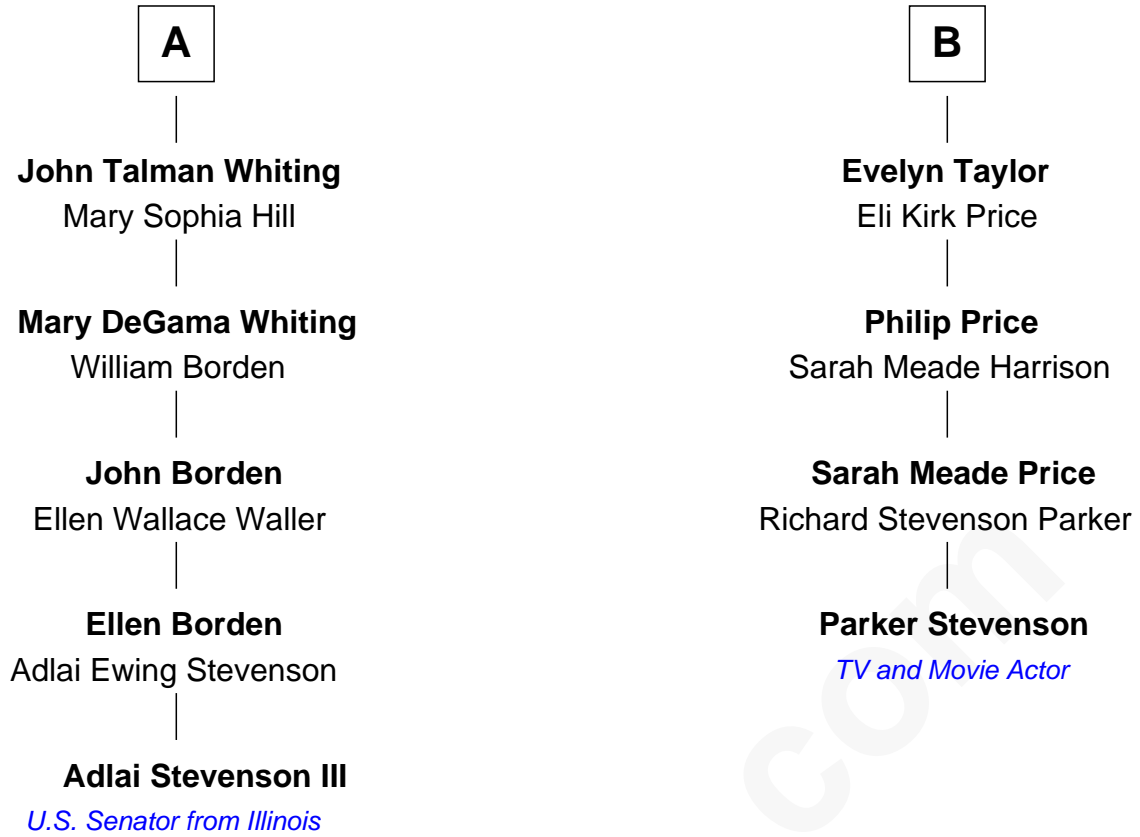 A
John Talman Whiting
Mary Sophia Hill
Mary DeGama Whiting
William Borden
John Borden
Ellen Wallace Waller
Ellen Borden
Adlai Ewing Stevenson
Adlai Stevenson III
U.S. Senator from Illinois
B
Evelyn Taylor
Eli Kirk Price
Philip Price
Sarah Meade Harrison
Sarah Meade Price
Richard Stevenson Parker
Parker Stevenson
TV and Movie Actor
com